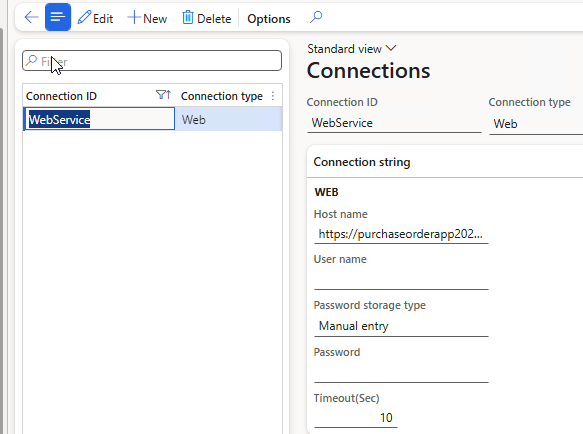 Edit New Delete Options
Filter
Connection ID Connection type
WebService Web
Standard view
Connections
Connection ID Connection type
WebService Web
Connection string
WEB
Host name
https://purchaseorderapp202...
User name
Password storage type
Manual entry
Password
Timeout(Sec)
10